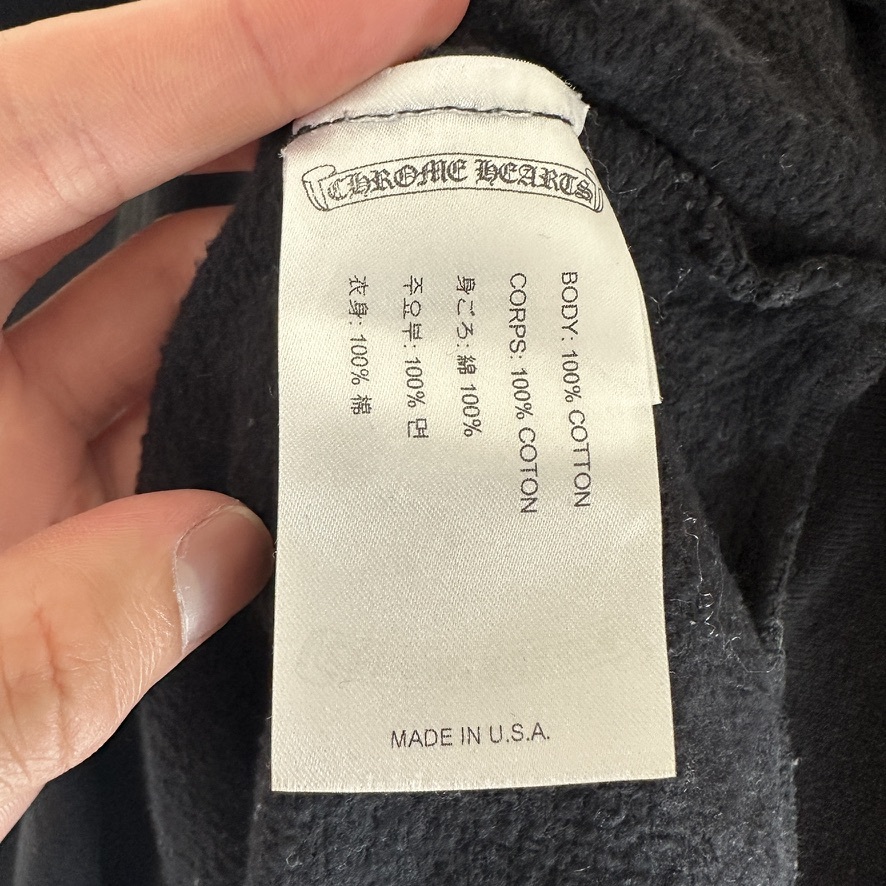 CHROME HEARTS
BODY: 100% COTTON
CORPS: 100% COTON
身ごろ: 綿 100%
주요부: 100% 면
衣身: 100% 棉
MADE IN U.S.A.